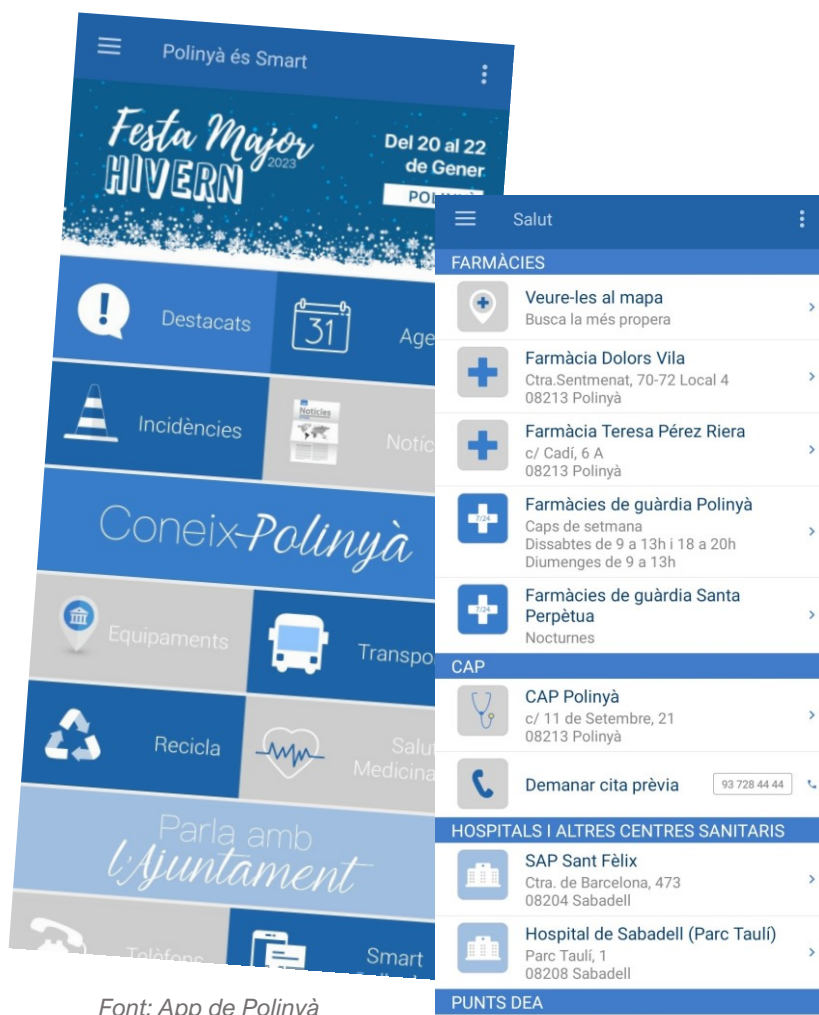 Polinyà és Smart
Festa Major
2023
HIVERN
Del 20 al 22
de Gener
Destacats
31
Incidències
Notícies
Coneix Polinyà
Equipaments
Recicla
Parla amb
l'Ajuntament
Telèfons
Smart
Font: App de Polinyà
Salut
FARMÀCIES
Veure-les al mapa
Busca la més propera
Farmàcia Dolors Vila
Ctra.Sentmenat, 70-72 Local 4
08213 Polinyà
Farmàcia Teresa Pérez Riera
c/ Cadí, 6 A
08213 Polinyà
7/24
Farmàcies de guàrdia Polinyà
Caps de setmana
Dissabtes de 9 a 13h i 18 a 20h
Diumenges de 9 a 13h
7/24
Farmàcies de guàrdia Santa
Perpètua
Nocturnes
CAP
CAP Polinyà
c/ 11 de Setembre, 21
08213 Polinyà
Demanar cita prèvia 93 728 44 44
HOSPITALS I ALTRES CENTRES SANITARIS
SAP Sant Fèlix
Ctra. de Barcelona, 473
08204 Sabadell
Hospital de Sabadell (Parc Taulí)
Parc Taulí, 1
08208 Sabadell
PUNTS DEA